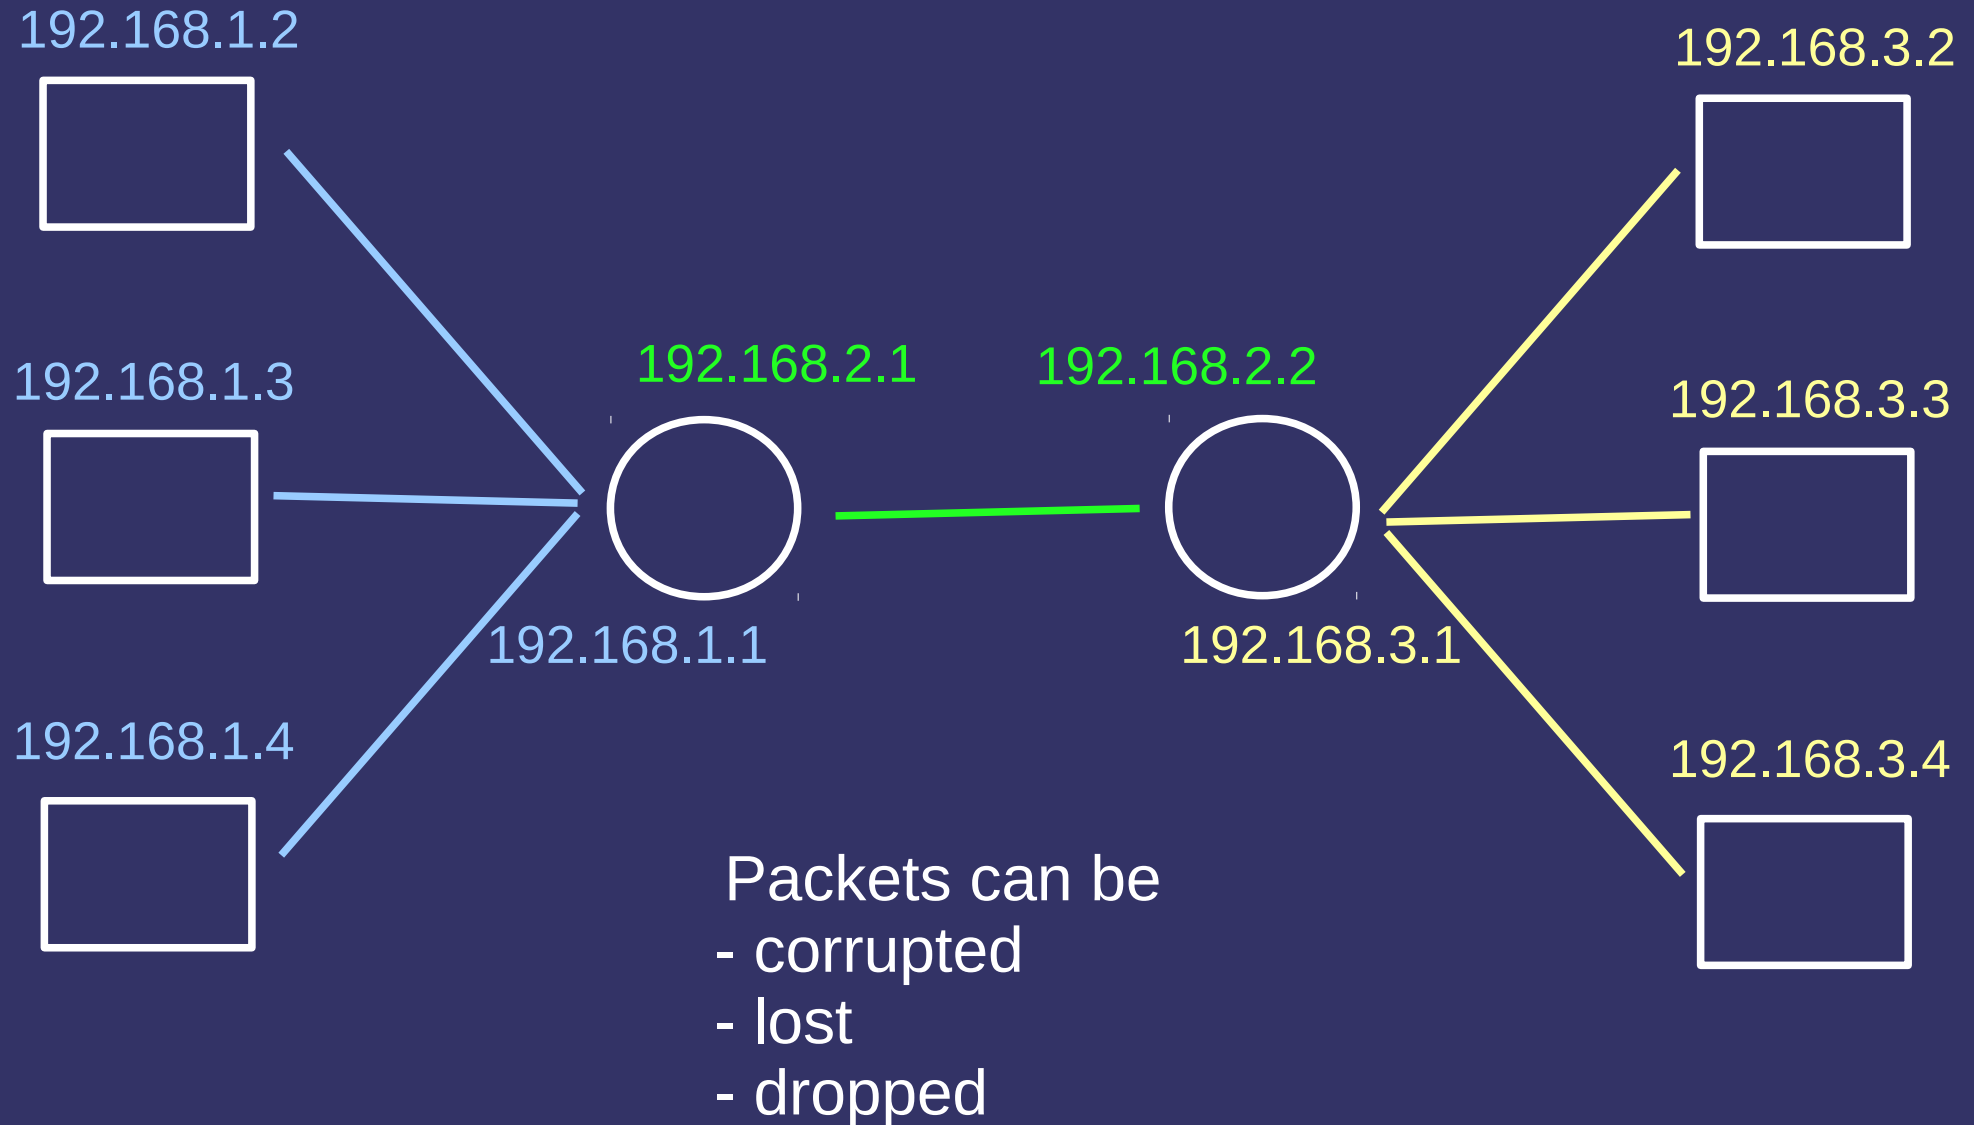 192.168.1.2
192.168.3.2
192.168.2.1
192.168.2.2
192.168.1.3
192.168.3.3
192.168.1.1
192.168.3.1
192.168.1.4
192.168.3.4
Packets can be
- corrupted
- lost
- dropped